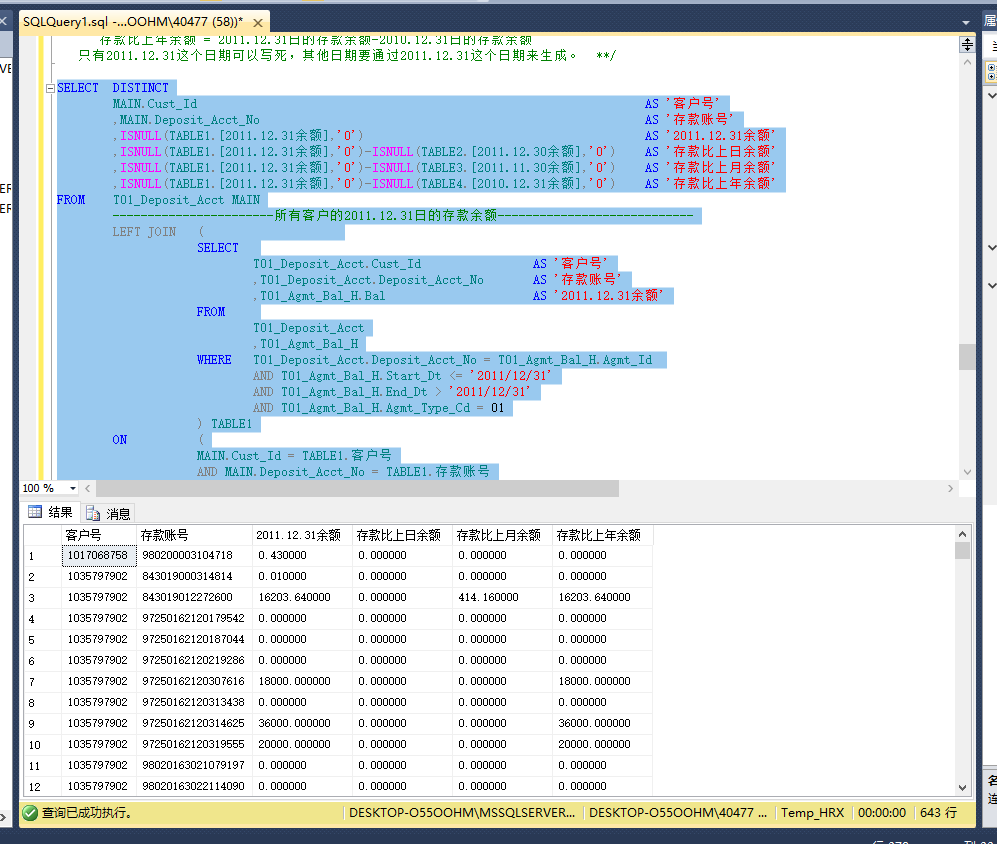 SQLQuery1.sql -...OOHM\40477 (58))*
存款比上年余额 = 2011.12.31日的存款余额-2010.12.31日的存款余额
只有2011.12.31这个日期可以写死，其他日期要通过2011.12.31这个日期来生成。 **/
SELECT DISTINCT
MAIN.Cust_Id AS '客户号'
,MAIN.Deposit_Acct_No AS '存款账号'
,ISNULL(TABLE1.[2011.12.31余额],'0') AS '2011.12.31余额'
,ISNULL(TABLE1.[2011.12.31余额],'0')-ISNULL(TABLE2.[2011.12.30余额],'0') AS '存款比上日余额'
,ISNULL(TABLE1.[2011.12.31余额],'0')-ISNULL(TABLE3.[2011.11.30余额],'0') AS '存款比上月余额'
,ISNULL(TABLE1.[2011.12.31余额],'0')-ISNULL(TABLE4.[2010.12.31余额],'0') AS '存款比上年余额'
FROM T01_Deposit_Acct MAIN
-----------------------所有客户的2011.12.31日的存款余额----------------------------
LEFT JOIN (
SELECT
T01_Deposit_Acct.Cust_Id AS '客户号'
,T01_Deposit_Acct.Deposit_Acct_No AS '存款账号'
,T01_Agmt_Bal_H.Bal AS '2011.12.31余额'
FROM
T01_Deposit_Acct
,T01_Agmt_Bal_H
WHERE T01_Deposit_Acct.Deposit_Acct_No = T01_Agmt_Bal_H.Agmt_Id
AND T01_Agmt_Bal_H.Start_Dt <= '2011/12/31'
AND T01_Agmt_Bal_H.End_Dt > '2011/12/31'
AND T01_Agmt_Bal_H.Agmt_Type_Cd = 01
) TABLE1
ON (
MAIN.Cust_Id = TABLE1.客户号
AND MAIN.Deposit_Acct_No = TABLE1.存款账号
100 %
结果 消息
客户号 存款账号 2011.12.31余额 存款比上日余额 存款比上月余额 存款比上年余额
1 1017068758 980200003104718 0.430000 0.000000 0.000000 0.000000
2 1035797902 843019000314814 0.010000 0.000000 0.000000 0.000000
3 1035797902 843019012272600 16203.640000 0.000000 414.160000 16203.640000
4 1035797902 97250162120179542 0.000000 0.000000 0.000000 0.000000
5 1035797902 97250162120187044 0.000000 0.000000 0.000000 0.000000
6 1035797902 97250162120219286 0.000000 0.000000 0.000000 0.000000
7 1035797902 97250162120307616 18000.000000 0.000000 0.000000 18000.000000
8 1035797902 97250162120313438 0.000000 0.000000 0.000000 0.000000
9 1035797902 97250162120314625 36000.000000 0.000000 0.000000 36000.000000
10 1035797902 97250162120319555 20000.000000 0.000000 0.000000 20000.000000
11 1035797902 98020163021079197 0.000000 0.000000 0.000000 0.000000
12 1035797902 98020163022114090 0.000000 0.000000 0.000000 0.000000
查询已成功执行。 DESKTOP-O55OOHM\MSSQLSERVER... DESKTOP-O55OOHM\40477 ... Temp_HRX 00:00:00 643 行